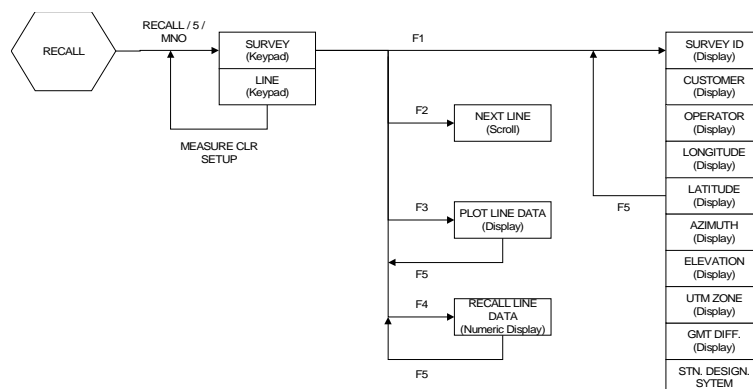 RECALL
RECALL / 5 /
MNO
SURVEY
(Keypad)
LINE
(Keypad)
MEASURE CLR
SETUP
F1
F2
NEXT LINE
(Scroll)
F3
PLOT LINE DATA
(Display)
F5
F4
RECALL LINE
DATA
(Numeric Display)
F5
F5
SURVEY ID
(Display)
CUSTOMER
(Display)
OPERATOR
(Display)
LONGITUDE
(Display)
LATITUDE
(Display)
AZIMUTH
(Display)
ELEVATION
(Display)
UTM ZONE
(Display)
GMT DIFF.
(Display)
STN. DESIGN.
SYTEM